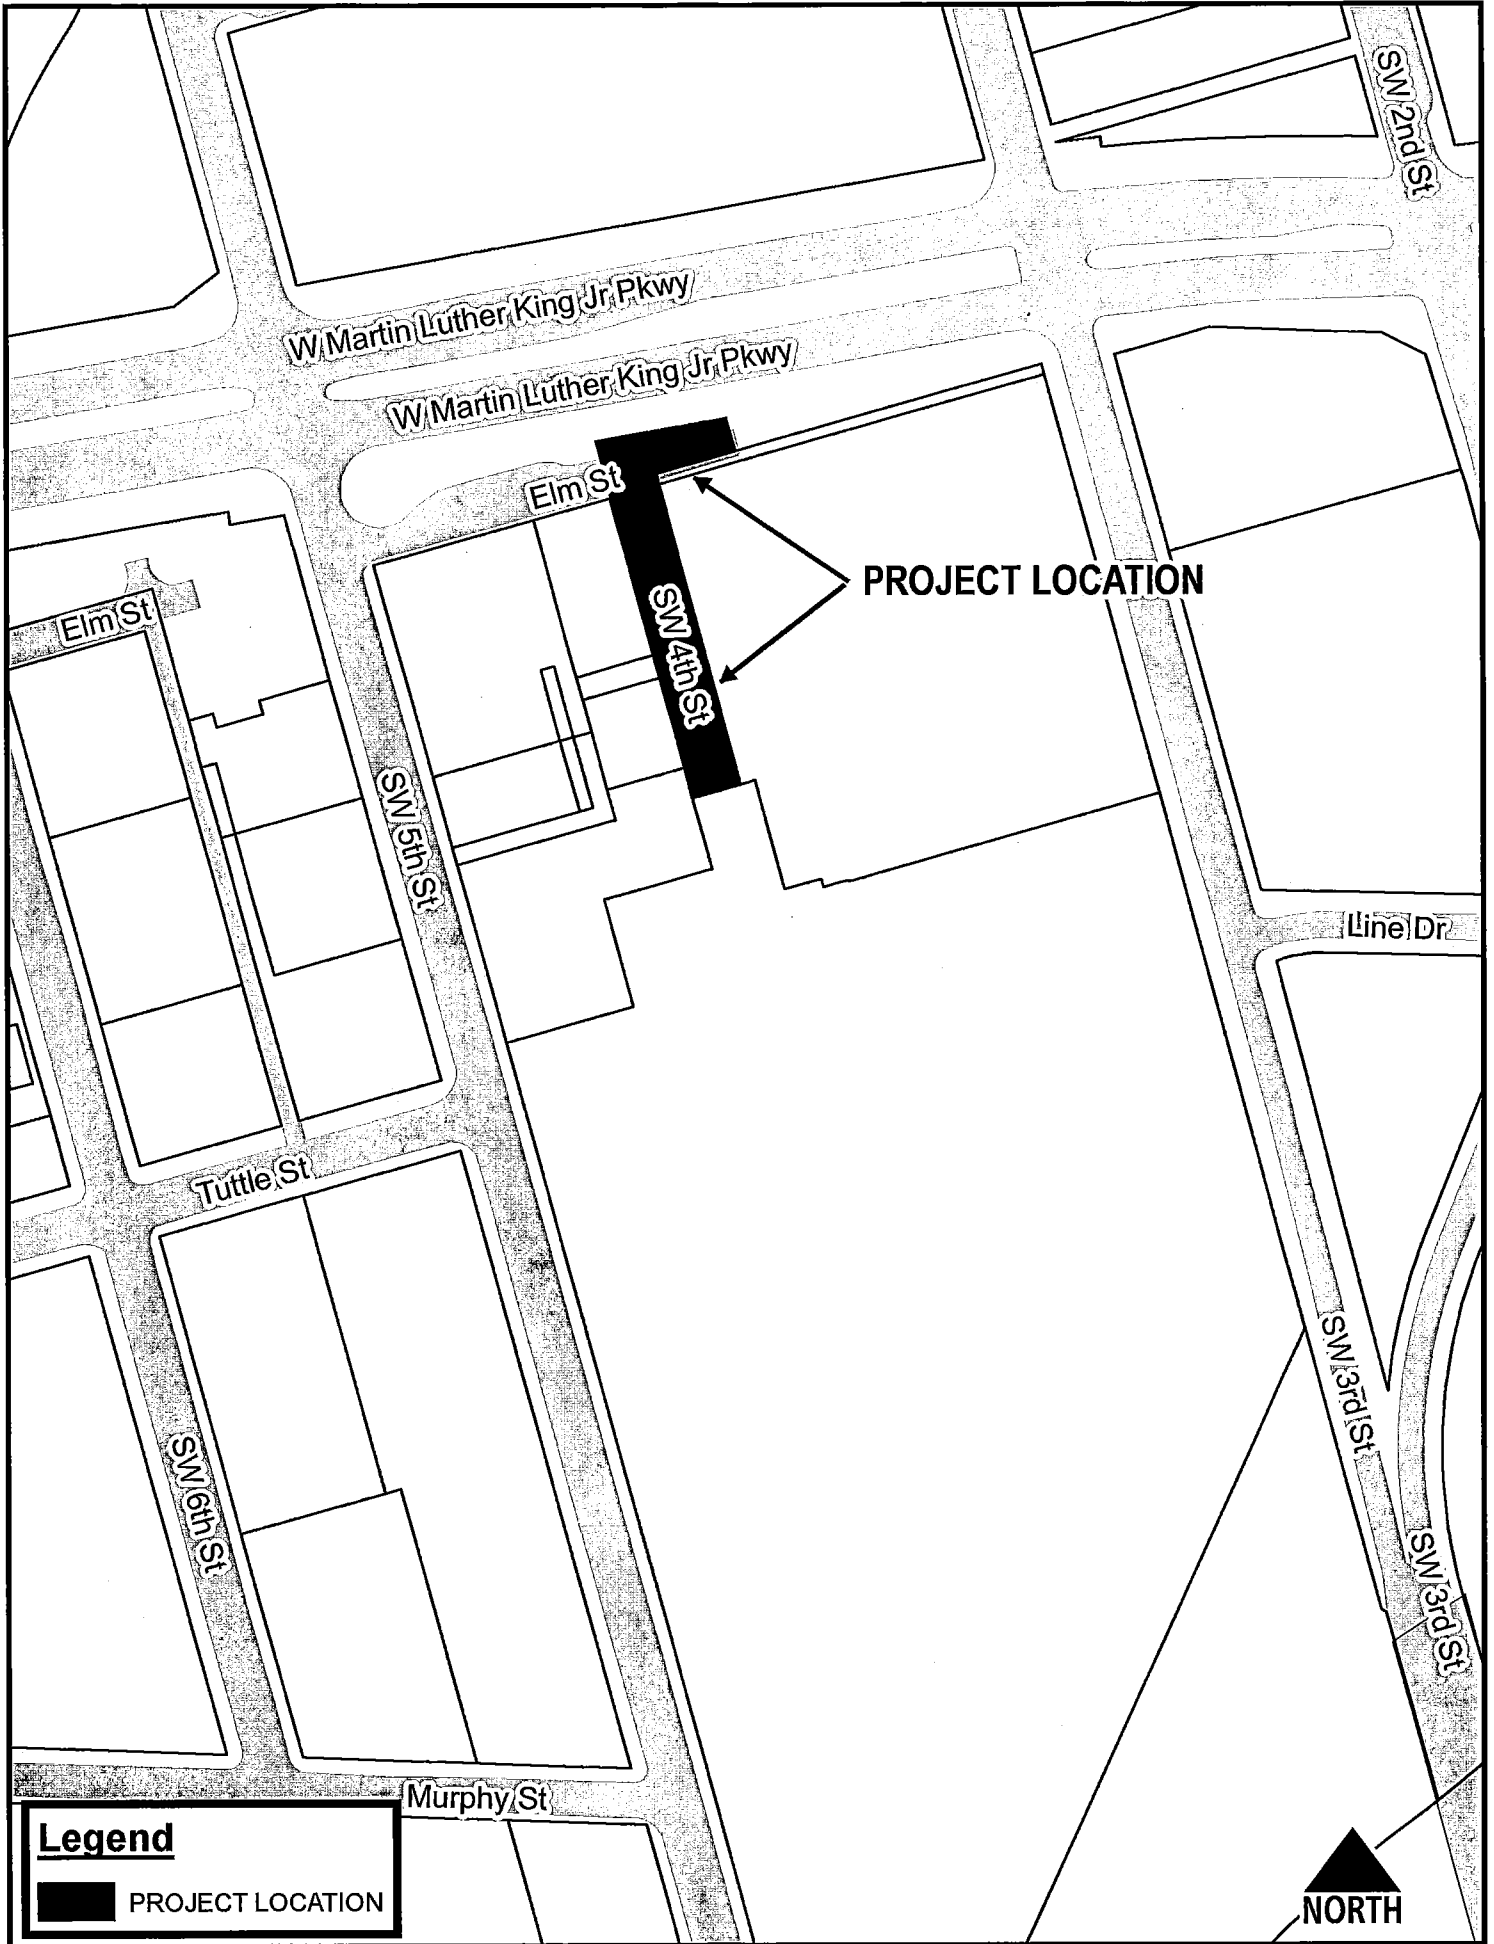 SW 2nd St
W Martin Luther King Jr Pkwy
W Martin Luther King Jr Pkwy
Elm St
PROJECT LOCATION
Elm St
SW 4th St
SW 5th St
Line Dr
Tuttle St
SW 3rd St
SW 6th St
SW 3rd St
Murphy St
Legend
PROJECT LOCATION
NORTH